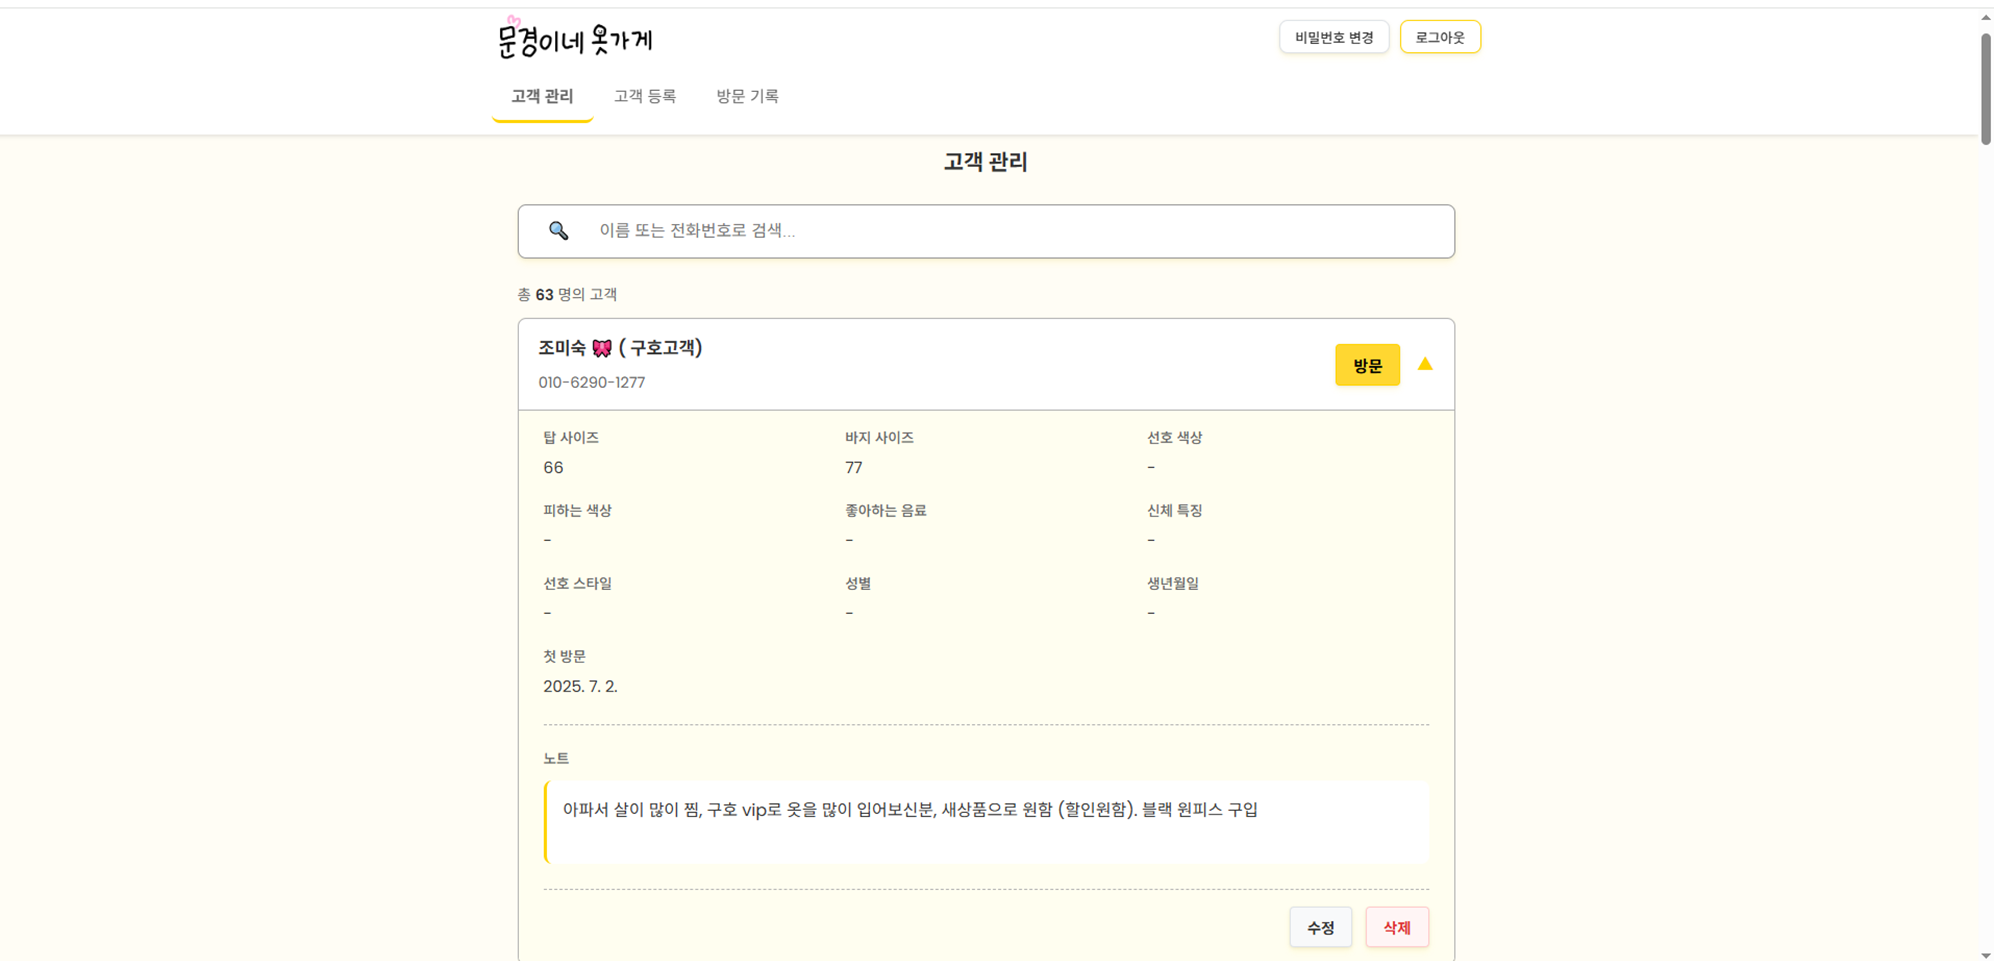 문경이네 옷가게
비밀번호 변경
로그아웃
고객 관리
고객 등록
방문 기록
고객 관리
이름 또는 전화번호로 검색...
총 63 명의 고객
조미숙 🎀 ( 구호고객)
010-6290-1277
방문
탑 사이즈
66
바지 사이즈
77
선호 색상
-
피하는 색상
-
좋아하는 음료
-
신체 특징
-
선호 스타일
-
성별
-
생년월일
-
첫 방문
2025. 7. 2.
노트
아파서 살이 많이 찜, 구호 vip로 옷을 많이 입어보신분, 새상품으로 원함 (할인원함). 블랙 원피스 구입
수정
삭제